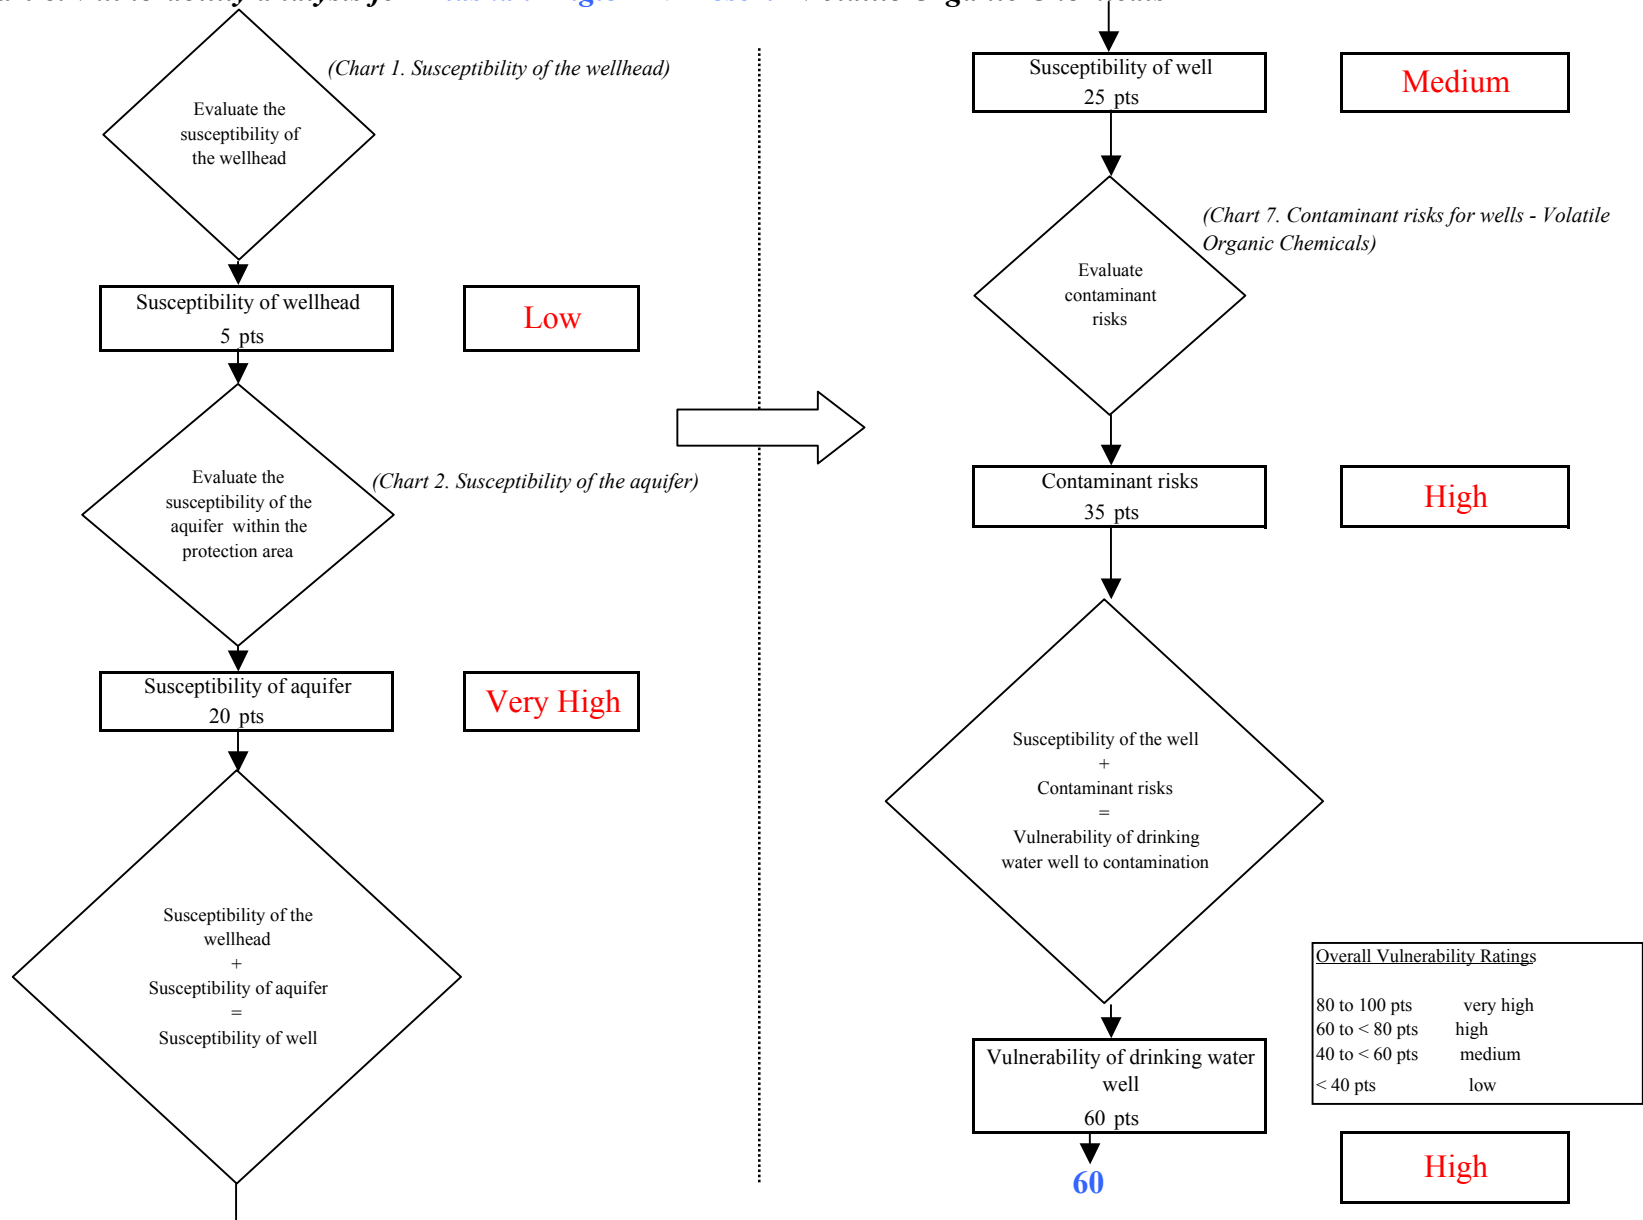 Volatile Organic Chemicals
(Chart 1. Susceptibility of the wellhead)
Evaluate the
susceptibility of
the wellhead
Susceptibility of wellhead
5 pts
Low
Evaluate the
susceptibility of the
aquifer within the
protection area
(Chart 2. Susceptibility of the aquifer)
Susceptibility of aquifer
20 pts
Very High
Susceptibility of the
wellhead
+
Susceptibility of aquifer
=
Susceptibility of well
Susceptibility of well
25 pts
Medium
(Chart 7. Contaminant risks for wells - Volatile
Organic Chemicals)
Evaluate
contaminant
risks
Contaminant risks
35 pts
High
Susceptibility of the well
+
Contaminant risks
=
Vulnerability of drinking
water well to contamination
Overall Vulnerability Ratings
80 to 100 pts very high
60 to < 80 pts high
40 to < 60 pts medium
< 40 pts low
Vulnerability of drinking water
well
60 pts
60
High